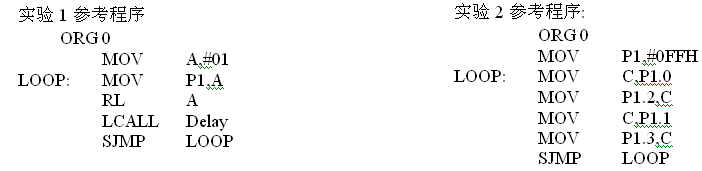 实验 1 参考程序
ORG 0
MOV A,#01
LOOP: MOV P1,A
RL A
LCALL Delay
SJMP LOOP
实验 2 参考程序:
ORG 0
MOV P1,#0FFH
LOOP: MOV C,P1.0
MOV P1.2,C
MOV C,P1.1
MOV P1.3,C
SJMP LOOP